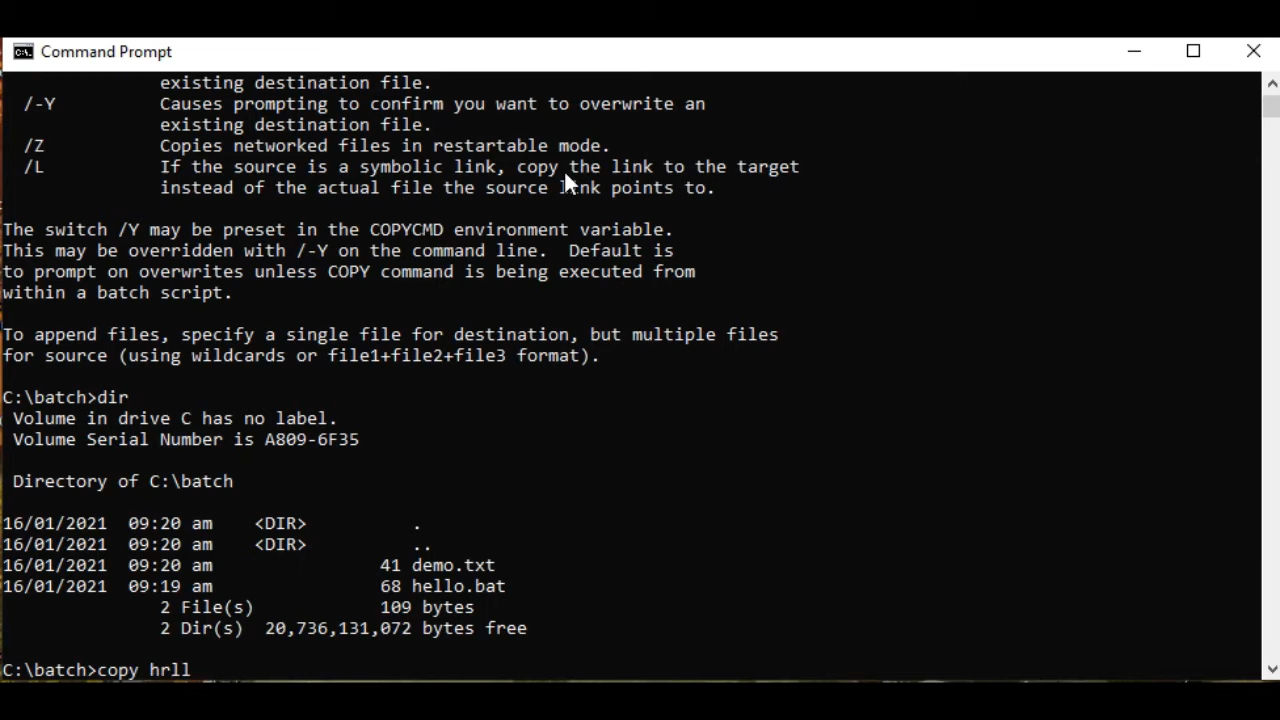 Command Prompt
existing destination file.
/-Y Causes prompting to confirm you want to overwrite an
existing destination file.
/Z Copies networked files in restartable mode.
/L If the source is a symbolic link, copy the link to the target
instead of the actual file the source link points to.
The switch /Y may be preset in the COPYCMD environment variable.
This may be overridden with /-Y on the command line.  Default is
to prompt on overwrites unless COPY command is being executed from
within a batch script.
To append files, specify a single file for destination, but multiple files
for source (using wildcards or file1+file2+file3 format).
C:\batch>dir
Volume in drive C has no label.
Volume Serial Number is A809-6F35
Directory of C:\batch
16/01/2021  09:20 am    <DIR>          .
16/01/2021  09:20 am    <DIR>          ..
16/01/2021  09:20 am                41 demo.txt
16/01/2021  09:19 am                68 hello.bat
2 File(s)            109 bytes
2 Dir(s)  20,736,131,072 bytes free
C:\batch>copy hrll